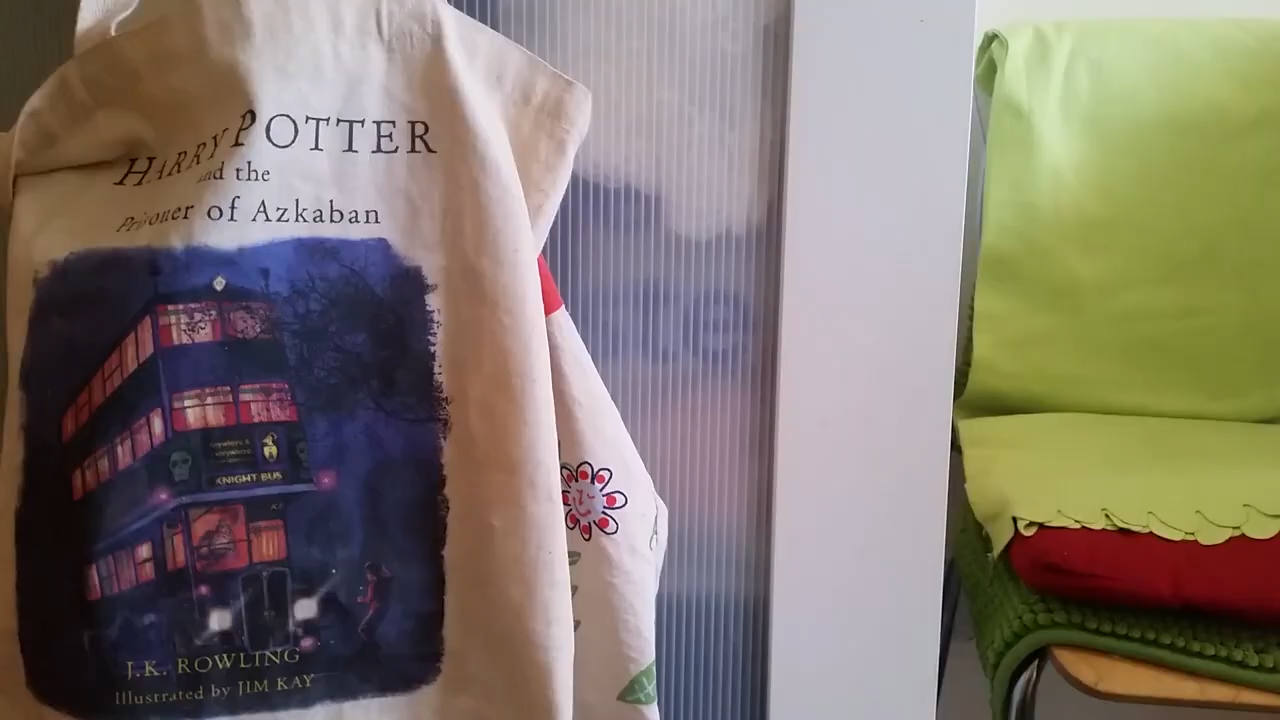 HARRY POTTER
and the
Prisoner of Azkaban
KNIGHT BUS
J.K. ROWLING
Illustrated by JIM KAY